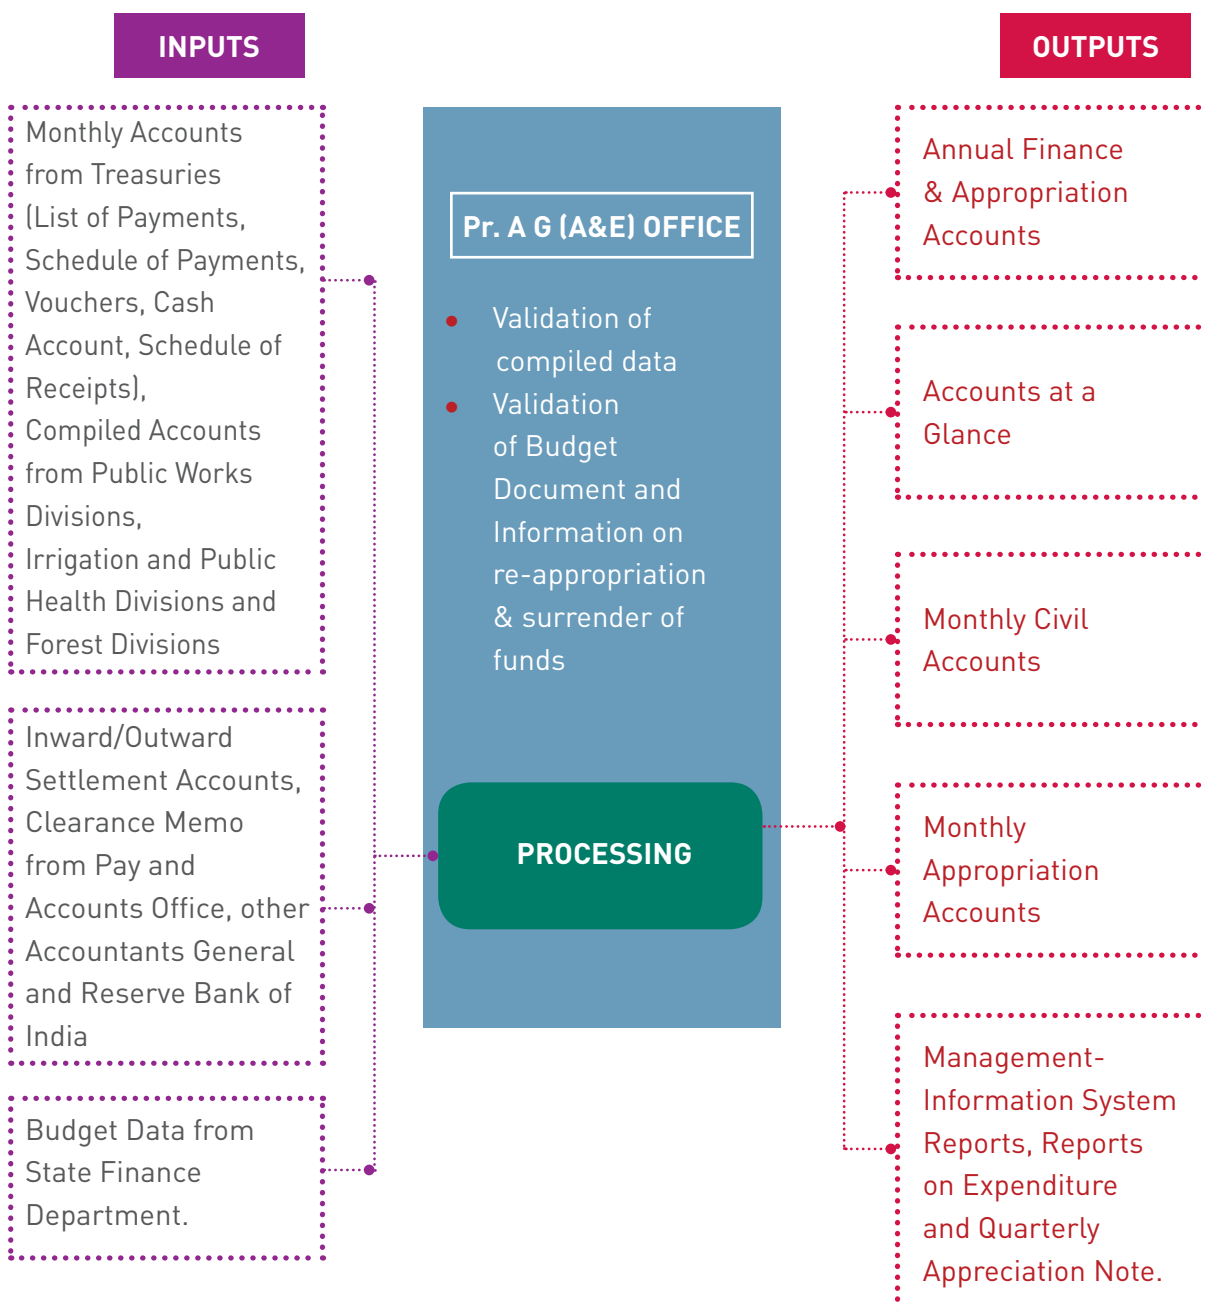 INPUTS
Monthly Accounts
from Treasuries
(List of Payments,
Schedule of Payments,
Vouchers, Cash
Account, Schedule of
Receipts),
Compiled Accounts
from Public Works
Divisions,
Irrigation and Public
Health Divisions and
Forest Divisions
Inward/Outward
Settlement Accounts,
Clearance Memo
from Pay and
Accounts Office, other
Accountants General
and Reserve Bank of
India
Budget Data from
State Finance
Department.
Pr. A G (A&E) OFFICE
Validation of
compiled data
Validation
of Budget
Document and
Information on
re-appropriation
& surrender of
funds
PROCESSING
OUTPUTS
Annual Finance
& Appropriation
Accounts
Accounts at a
Glance
Monthly Civil
Accounts
Monthly
Appropriation
Accounts
Management-
Information System
Reports, Reports
on Expenditure
and Quarterly
Appreciation Note.